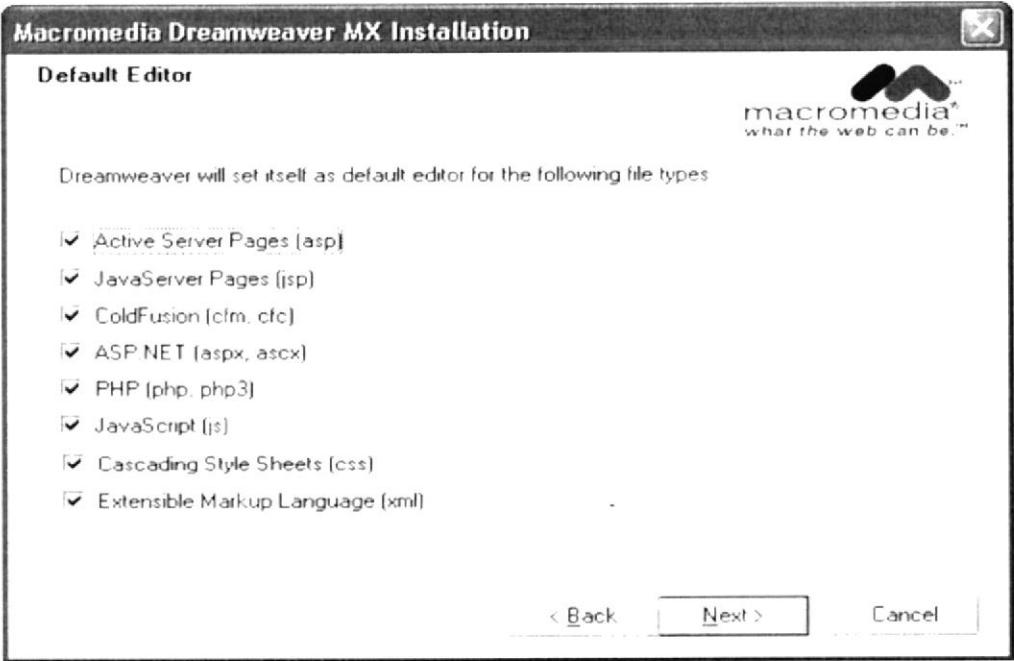 Macromedia Dreamweaver MX Installation
Default Editor
macromedia®
what the web can be.™
Dreamweaver will set itself as default editor for the following file types
Active Server Pages (asp)
JavaServer Pages (jsp)
ColdFusion (cfm, cfc)
ASP.NET (aspx, ascx)
PHP (php, php3)
JavaScript (js)
Cascading Style Sheets (css)
Extensible Markup Language (xml)
< Back Next > Cancel